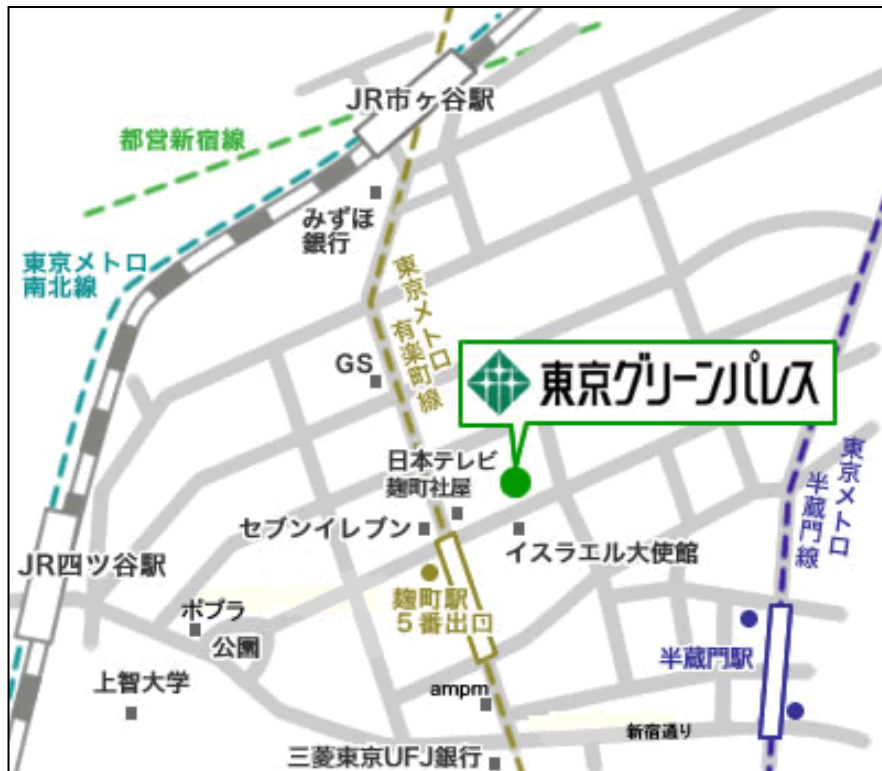 JR市ヶ谷駅
都営新宿線
みずほ
銀行
東京メトロ
南北線
東京メトロ
有楽町線
GS
東京グリーンパレス
日本テレビ
麹町社屋
セブンイレブン
イスラエル大使館
東京メトロ
半蔵門線
JR四ツ谷駅
麹町駅
5番出口
ポプラ
公園
半蔵門駅
上智大学
ampm
新宿通り
三菱東京UFJ銀行